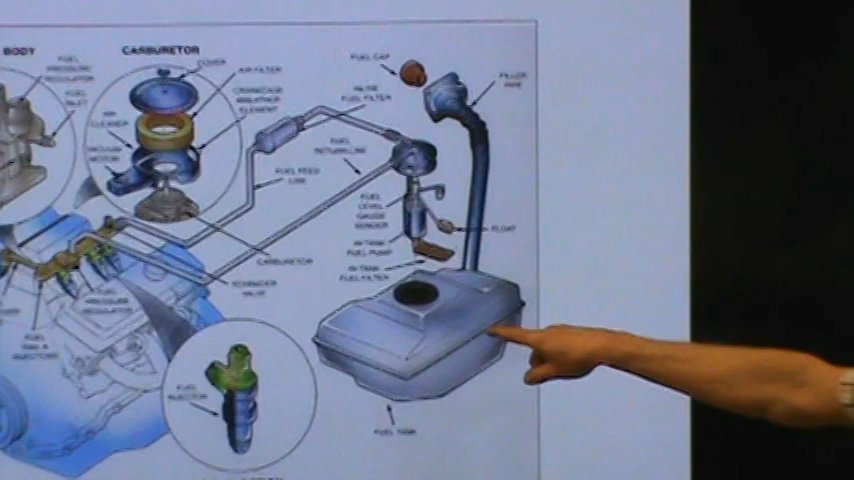 BODY
CARBURETOR
FUEL
PRESSURE
REGULATOR
FUEL
INLET
COVER
AIR FILTER
CRANKCASE
BREATHER
ELEMENT
AIR
CLEANER
VACUUM
MOTOR
FUEL CAP
FILLER
PIPE
IN-LINE
FUEL FILTER
FUEL
RETURN LINE
FUEL FEED
LINE
FUEL
LEVEL
GAUGE
SENDER
FLOAT
IN-TANK
FUEL PUMP
IN-TANK
FUEL FILTER
CARBURETOR
VALVE
FUEL
PRESSURE
REGULATOR
FUEL
RAIL &
INJECTORS
FUEL
INJECTOR
FUEL TANK